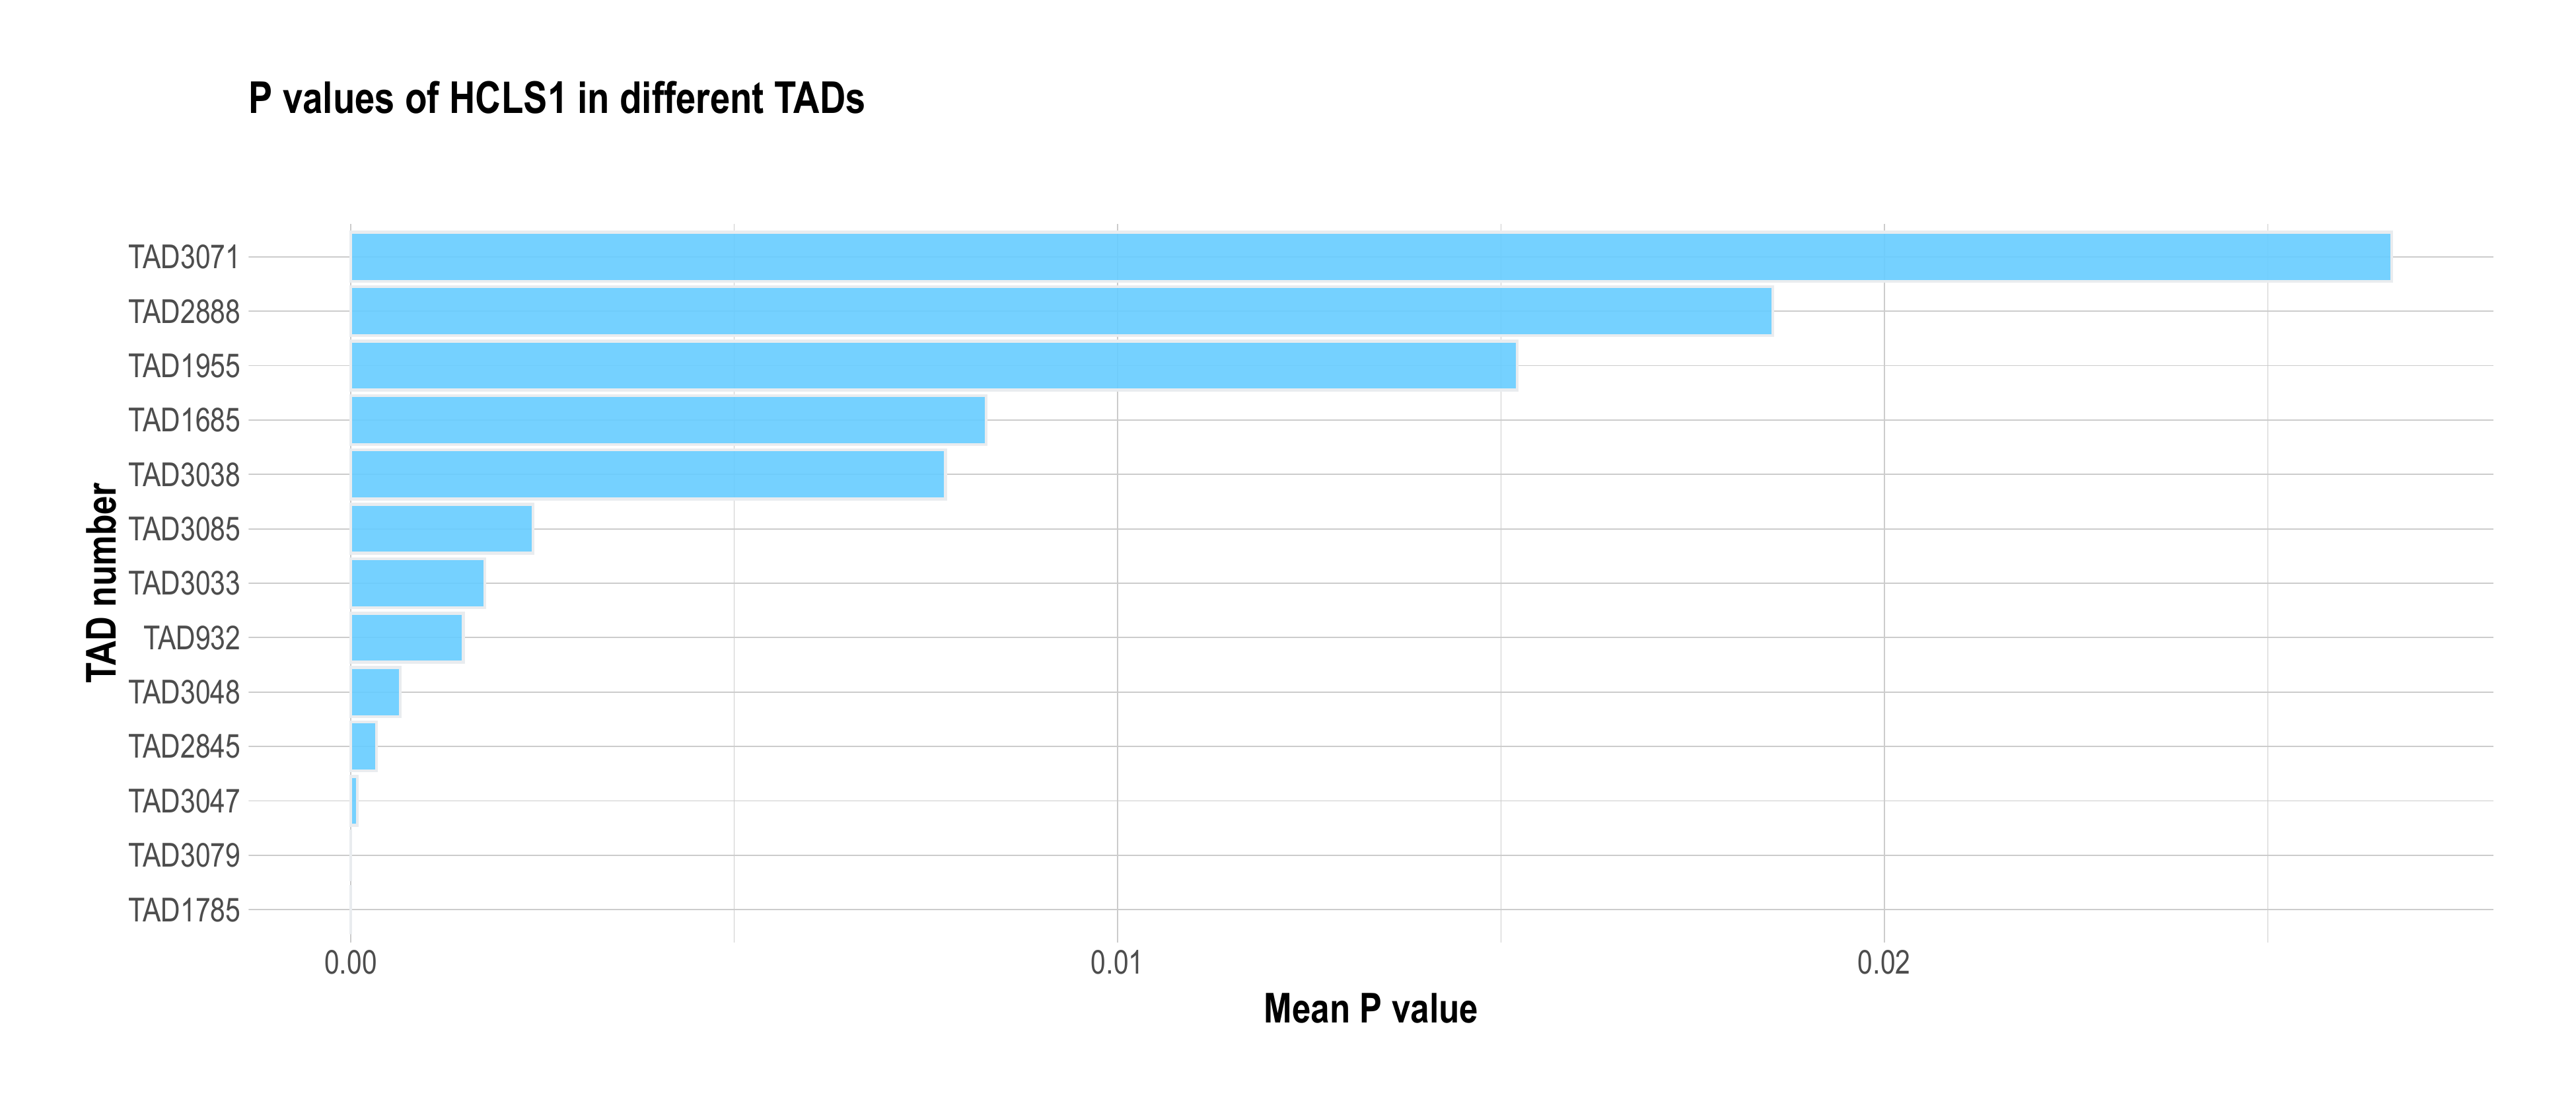 P values of HCLS1 in different TADs
TAD number
TAD3071
TAD2888
TAD1955
TAD1685
TAD3038
TAD3085
TAD3033
TAD932
TAD3048
TAD2845
TAD3047
TAD3079
TAD1785
0.00 0.01 0.02
Mean P value